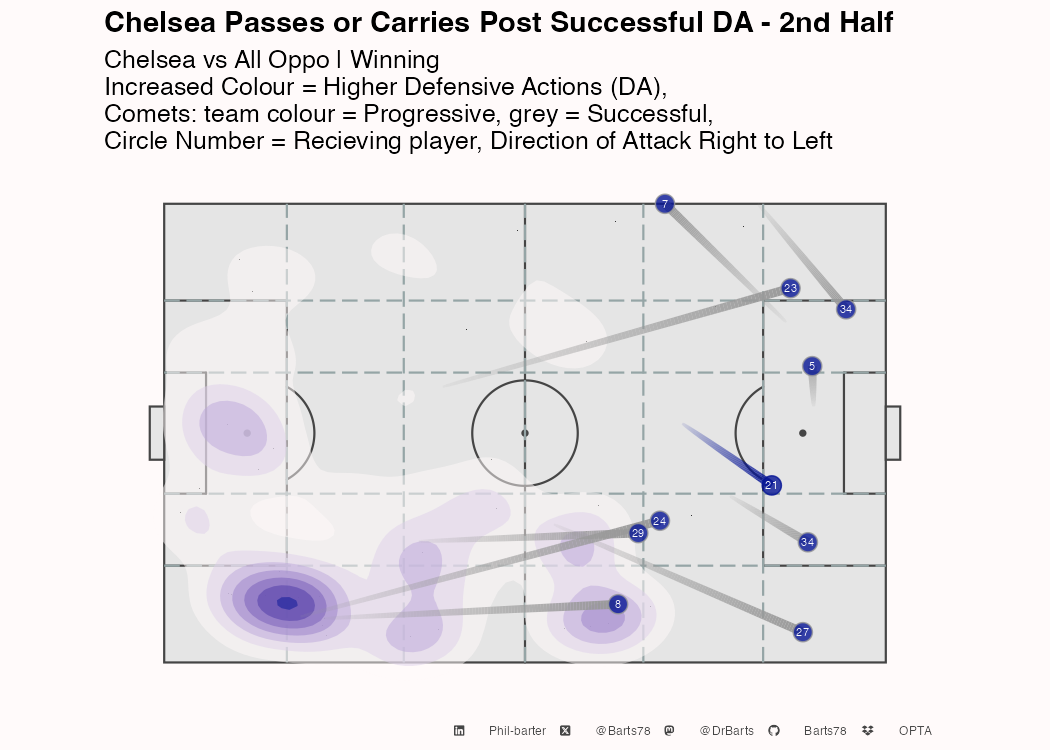 Chelsea Passes or Carries Post Successful DA - 2nd Half
Chelsea vs All Oppo | Winning
Increased Colour = Higher Defensive Actions (DA),
Comets: team colour = Progressive, grey = Successful,
Circle Number = Recieving player, Direction of Attack Right to Left
7
23
34
5
21
24
29
34
8
27
Phil-barter @Barts78 @DrBarts Barts78 OPTA